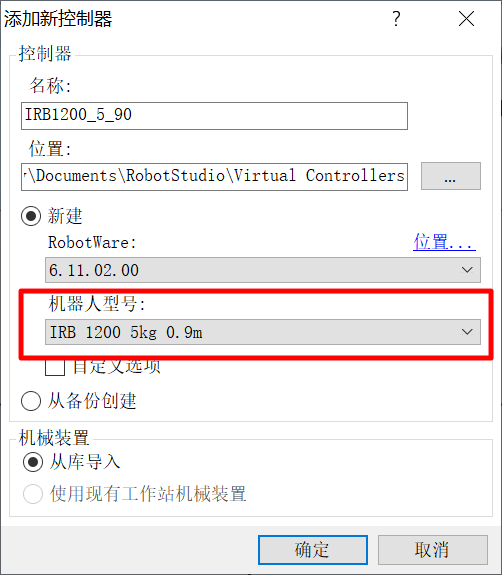 添加新控制器
?
控制器
名称:
IRB1200_5_90
位置:
\Documents\RobotStudio\Virtual Controllers
...
新建
RobotWare:
位置...
6.11.02.00
机器人型号:
IRB 1200 5kg 0.9m
自定义选项
从备份创建
机械装置
从库导入
使用现有工作站机械装置
确定
取消